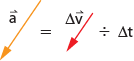 a⃗ = Δv⃗ ÷ Δt